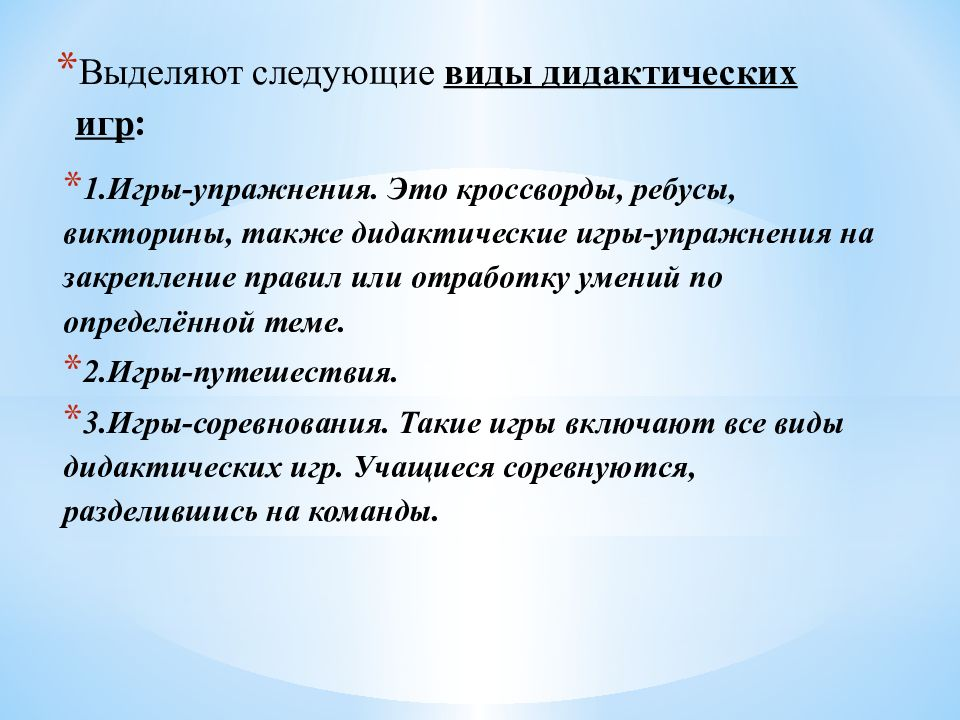 * Выделяют следующие виды дидактических
игр:
* 1.Игры-упражнения. Это кроссворды, ребусы,
викторины, также дидактические игры-упражнения на
закрепление правил или отработку умений по
определённой теме.
* 2.Игры-путешествия.
* 3.Игры-соревнования. Такие игры включают все виды
дидактических игр. Учащиеся соревнуются,
разделившись на команды.